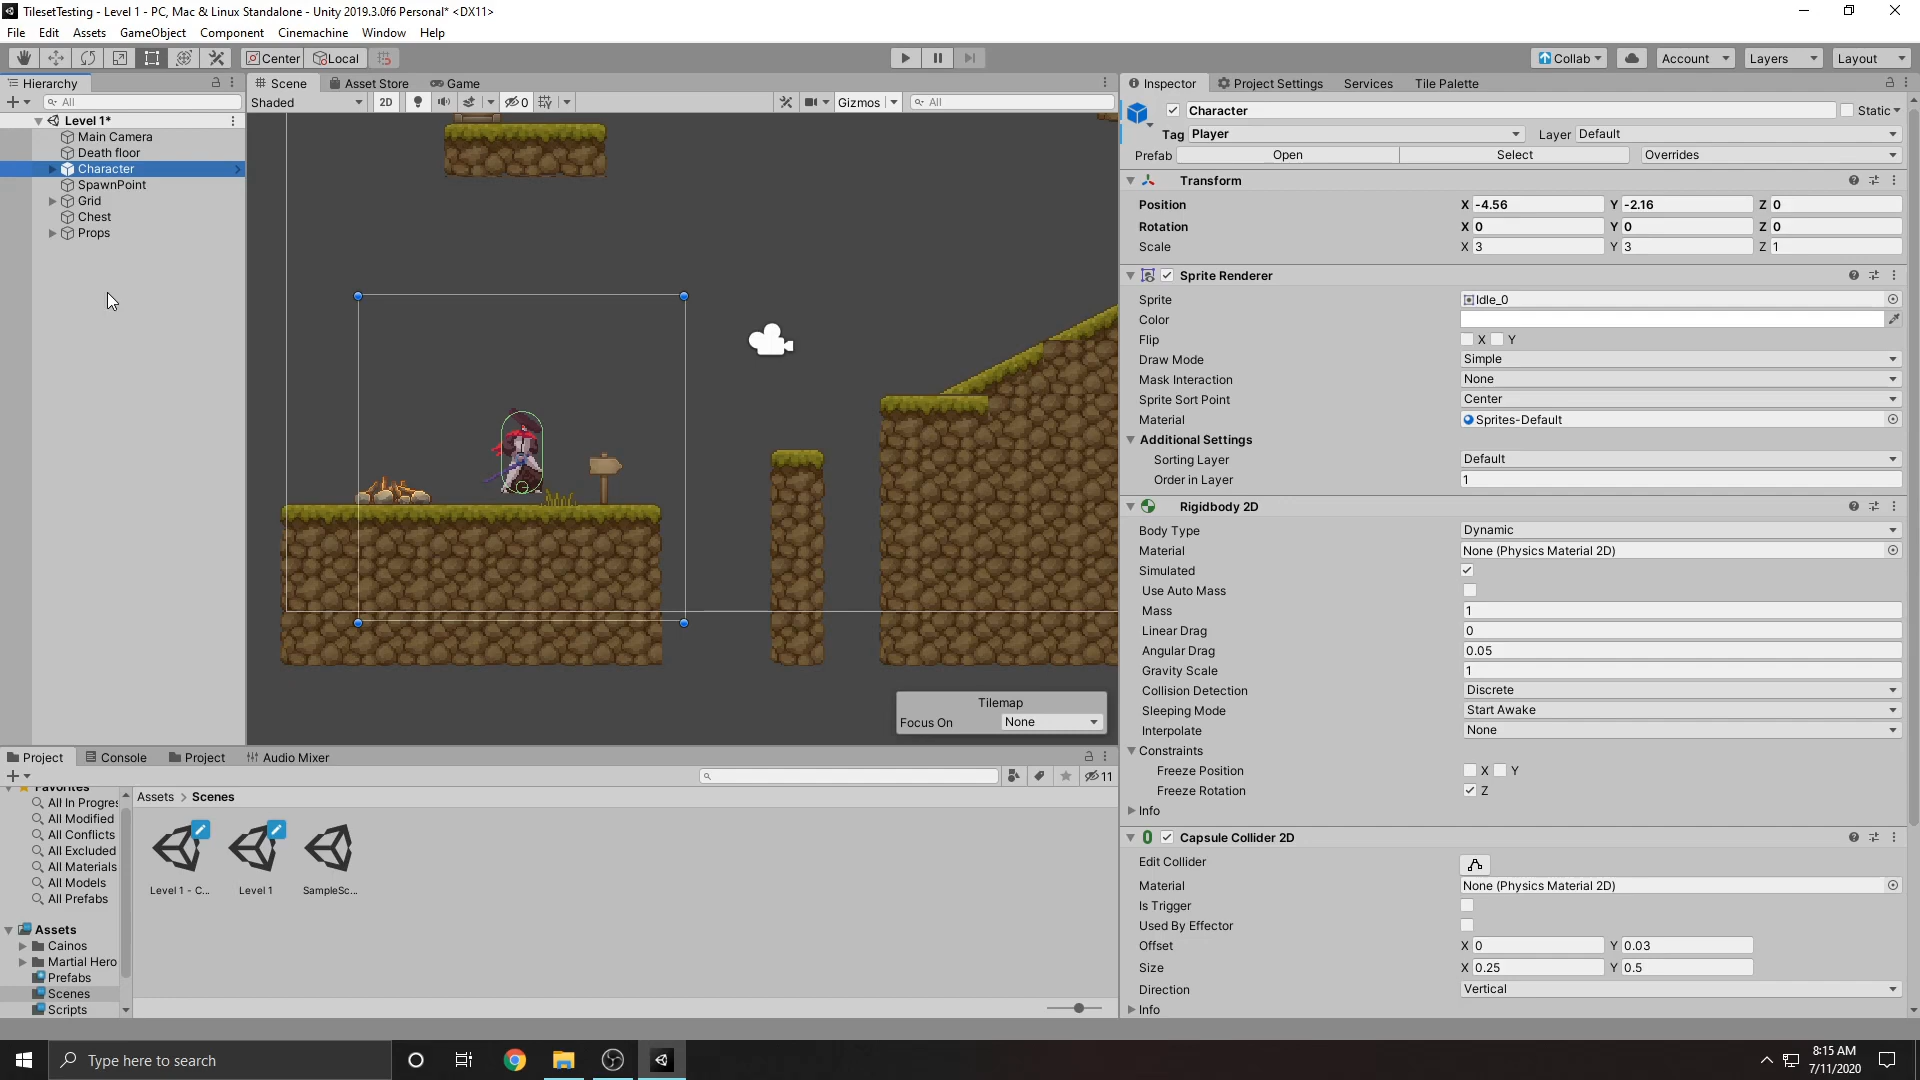 TilesetTesting - Level 1 - PC, Mac & Linux Standalone - Unity 2019.3.0f6 Personal* <DX11>
File Edit Assets GameObject Component Cinemachine Window Help
Center Local Collab Account Layers Layout
Hierarchy Scene Asset Store Game Inspector Project Settings Services Tile Palette
All Shaded 2D 0 Gizmos All
Character Static
Tag Player Layer Default
Prefab Open Select Overrides
Level 1*
Main Camera
Death floor
Character
SpawnPoint
Grid
Chest
Props
Transform
Position X -4.56 Y -2.16 Z 0
Rotation X 0 Y 0 Z 0
Scale X 3 Y 3 Z 1
Sprite Renderer
Sprite Idle_0
Color
Flip X Y
Draw Mode Simple
Mask Interaction None
Sprite Sort Point Center
Material Sprites-Default
Additional Settings
Sorting Layer Default
Order in Layer 1
Rigidbody 2D
Body Type Dynamic
Material None (Physics Material 2D)
Simulated
Use Auto Mass
Mass 1
Linear Drag 0
Angular Drag 0.05
Gravity Scale 1
Collision Detection Discrete
Sleeping Mode Start Awake
Interpolate None
Constraints
Freeze Position X Y
Freeze Rotation Z
Info
Capsule Collider 2D
Edit Collider
Material None (Physics Material 2D)
Is Trigger
Used By Effector
Offset X 0 Y 0.03
Size X 0.25 Y 0.5
Direction Vertical
Info
Tilemap
Focus On None
Project Console Project Audio Mixer
11
Favorites
All In Progres
All Modified
All Conflicts
All Excluded
All Materials
All Models
All Prefabs
Assets
Cainos
Martial Hero
Prefabs
Scenes
Scripts
Assets > Scenes
Level 1 - C... Level 1 SampleSc...
Type here to search
8:15 AM
7/11/2020